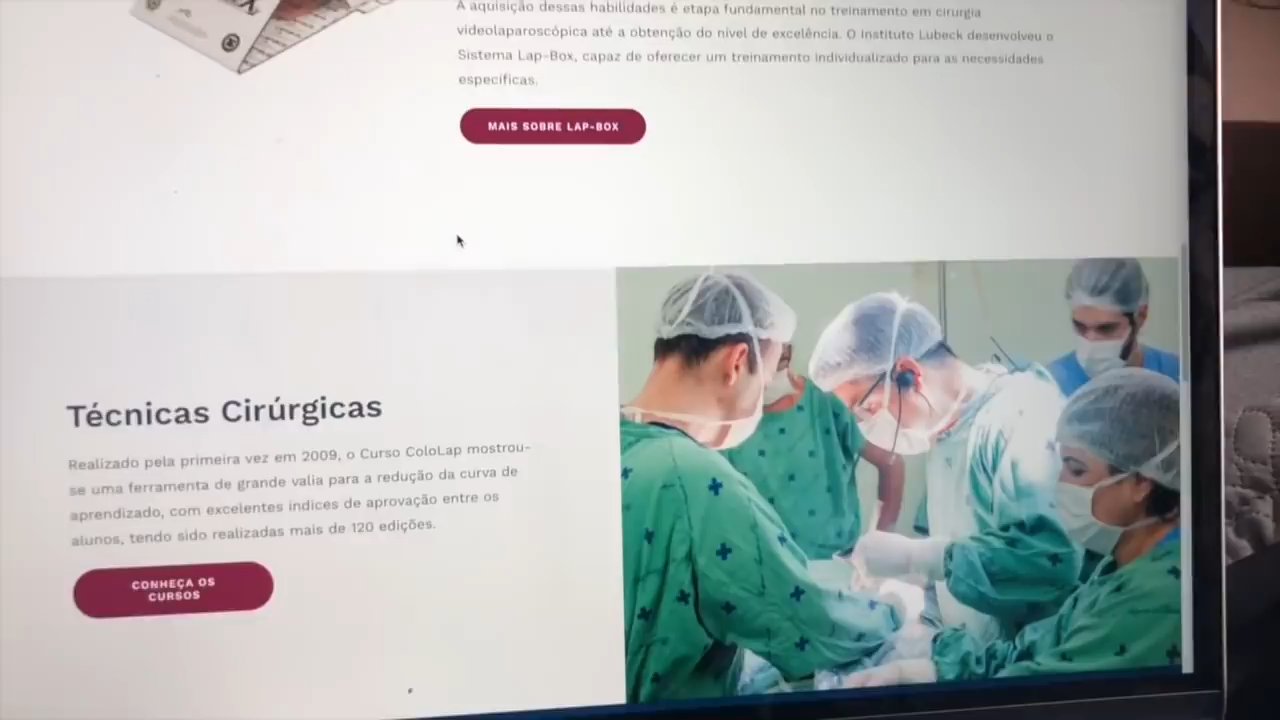 A aquisição dessas habilidades é etapa fundamental no treinamento em cirurgia
videolaparoscópica até a obtenção do nível de excelência. O Instituto Lubeck desenvolveu o
Sistema Lap-Box, capaz de oferecer um treinamento individualizado para as necessidades
específicas.
MAIS SOBRE LAP-BOX
Técnicas Cirúrgicas
Realizado pela primeira vez em 2009, o Curso ColoLap mostrou-
se uma ferramenta de grande valia para a redução da curva de
aprendizado, com excelentes índices de aprovação entre os
alunos, tendo sido realizadas mais de 120 edições.
CONHEÇA OS
CURSOS